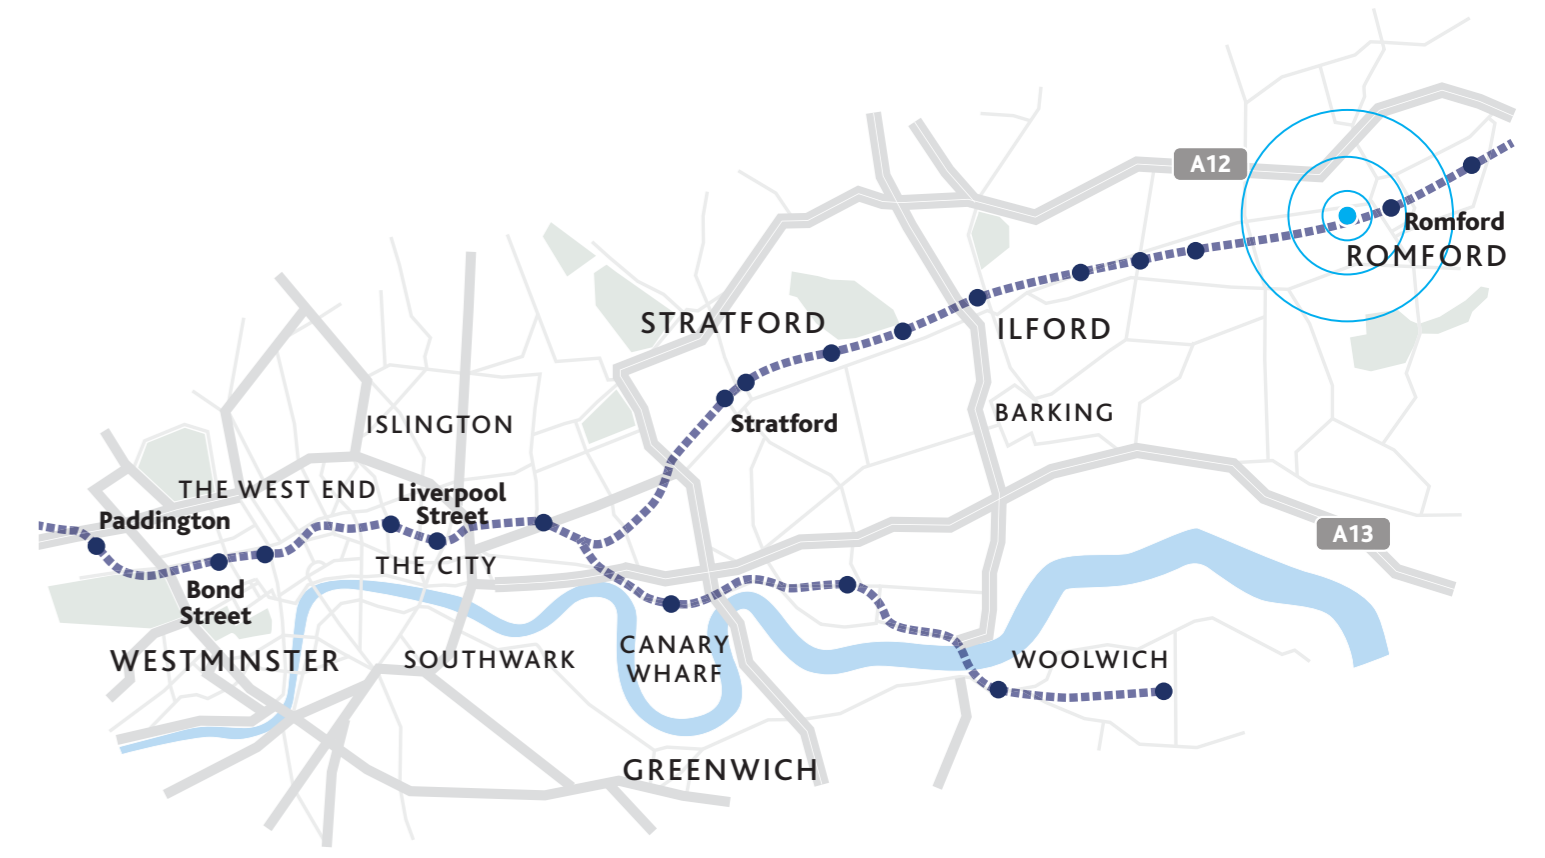 A12
Romford
ROMFORD
STRATFORD
ILFORD
BARKING
ISLINGTON
Stratford
THE WEST END
Liverpool
Street
Paddington
A13
THE CITY
Bond
Street
CANARY
WHARF
WESTMINSTER
SOUTHWARK
WOOLWICH
GREENWICH